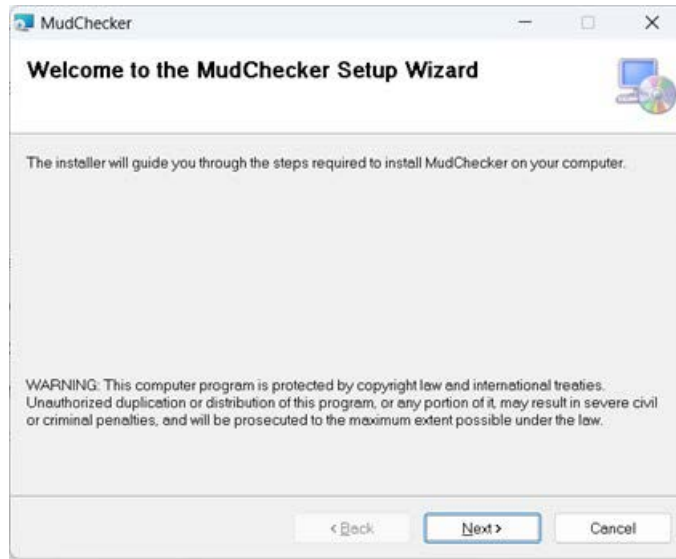 MudChecker
Welcome to the MudChecker Setup Wizard
The installer will guide you through the steps required to install MudChecker on your computer.
WARNING: This computer program is protected by copyright law and international treaties.
Unauthorized duplication or distribution of this program, or any portion of it, may result in severe civil
or criminal penalties, and will be prosecuted to the maximum extent possible under the law.
< Back
Next >
Cancel